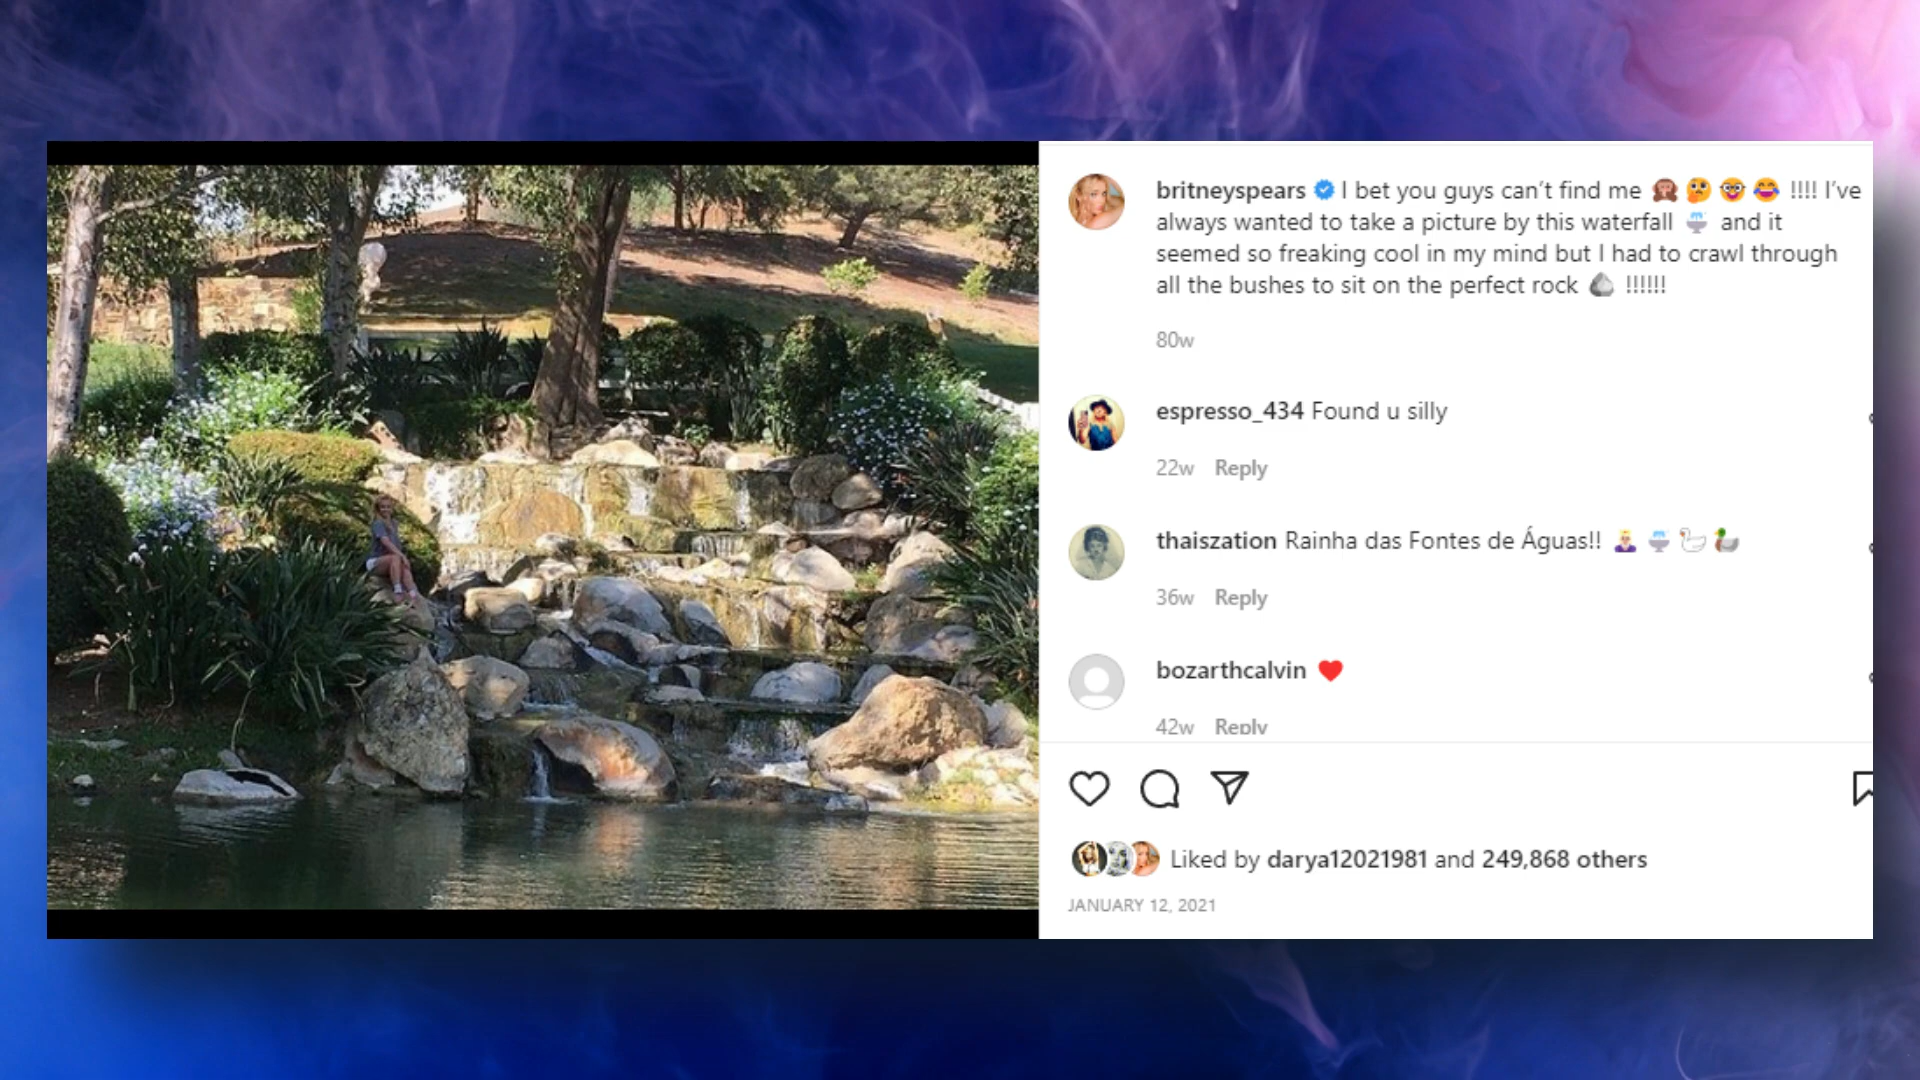 britneyspears I bet you guys can’t find me 🙊🤔🤓😂 !!!! I’ve
always wanted to take a picture by this waterfall ⛲ and it
seemed so freaking cool in my mind but I had to crawl through
all the bushes to sit on the perfect rock 🪨 !!!!!!
80w
espresso_434 Found u silly
22w Reply
thaiszation Rainha das Fontes de Águas!! 👸🏼⛲🦢🦆
36w Reply
bozarthcalvin ❤️
42w Reply
Liked by darya12021981 and 249,868 others
JANUARY 12, 2021